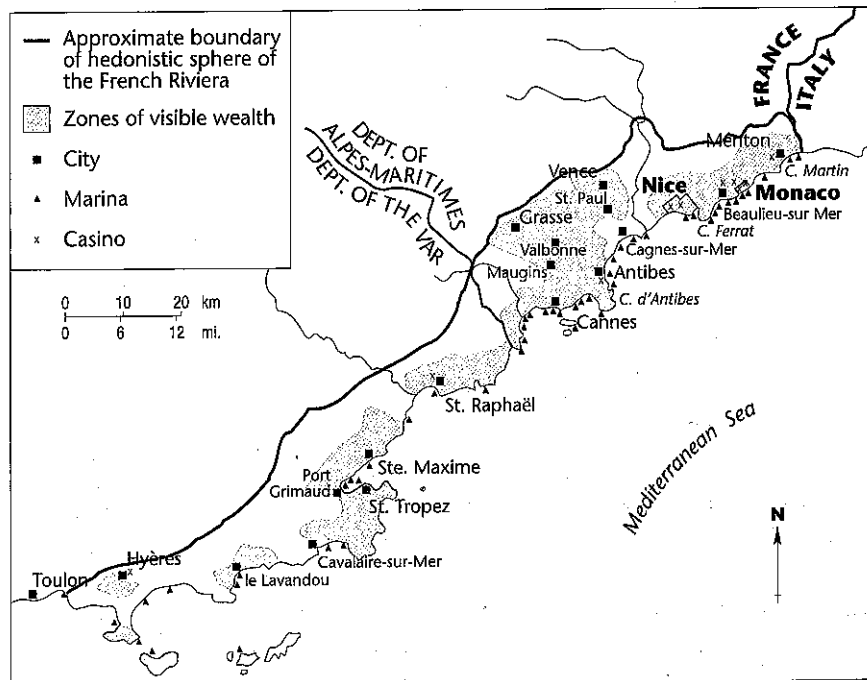 Approximate boundary
of hedonistic sphere of
the French Riviera
Zones of visible wealth
City
Marina
x Casino
0 10 20 km
0 6 12 mi.
DEPT. OF
ALPES-MARITIMES
DEPT. OF THE VAR
FRANCE
ITALY
Menton
C. Martin
Vence
Nice
Monaco
St. Paul
Beaulieu-sur Mer
Grasse
C. Ferrat
Cagnes-sur-Mer
Valbonne
Maugins
Antibes
C. d'Antibes
Cannes
St. Raphaël
Mediterranean Sea
Ste. Maxime
Port
Grimaud
St. Tropez
N
Cavalaire-sur-Mer
Hyères
le Lavandou
Toulon